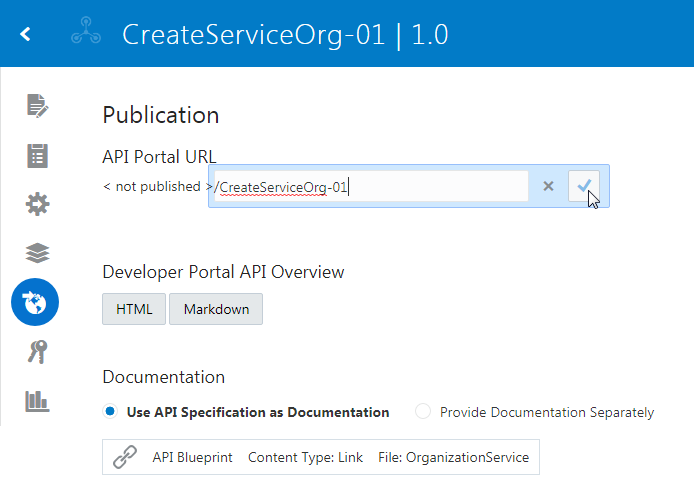 CreateServiceOrg-01 | 1.0
Publication
API Portal URL
< not published >/CreateServiceOrg-01
Developer Portal API Overview
HTML Markdown
Documentation
Use API Specification as Documentation Provide Documentation Separately
API Blueprint Content Type: Link File: OrganizationService